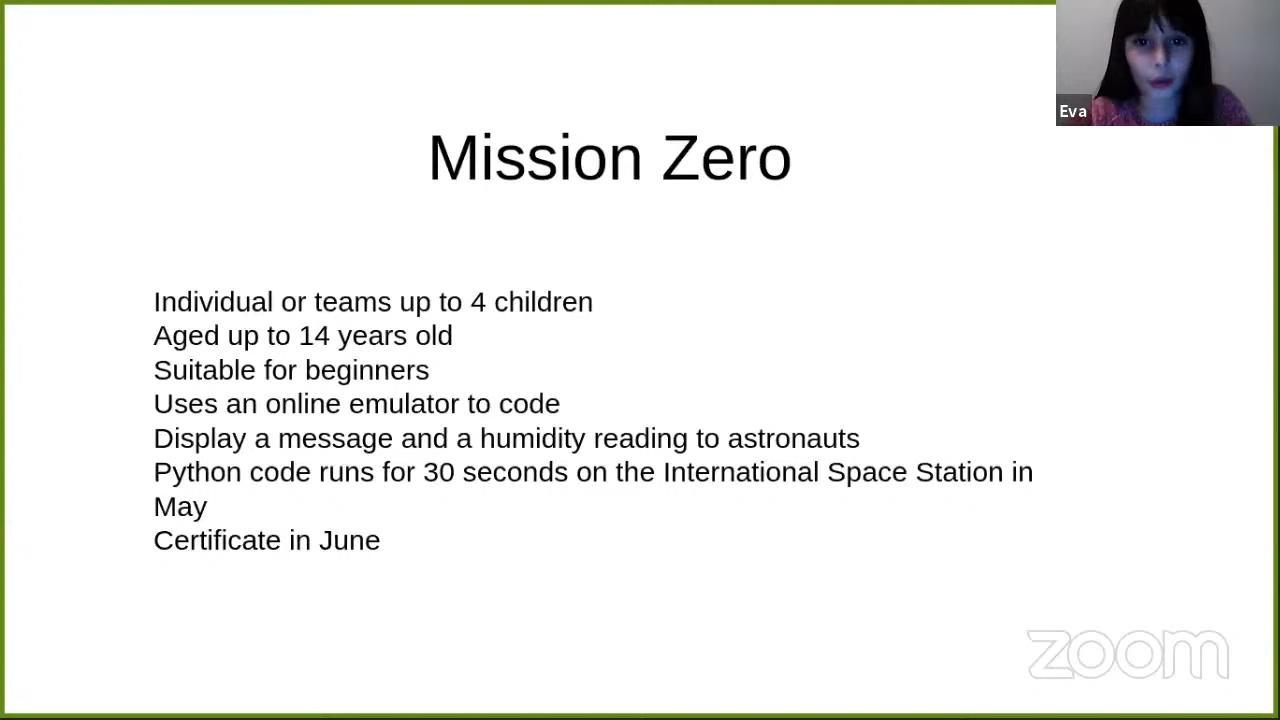 Eva
Mission Zero
Individual or teams up to 4 children
Aged up to 14 years old
Suitable for beginners
Uses an online emulator to code
Display a message and a humidity reading to astronauts
Python code runs for 30 seconds on the International Space Station in
May
Certificate in June
zoom